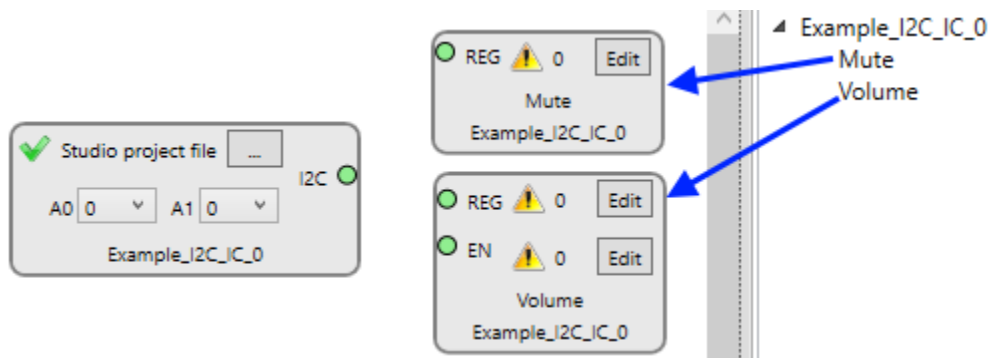 Studio project file ...
I2C
A0 0 A1 0
Example_I2C_IC_0
REG 0 Edit
Mute
Example_I2C_IC_0
REG 0 Edit
EN 0 Edit
Volume
Example_I2C_IC_0
Example_I2C_IC_0
Mute
Volume